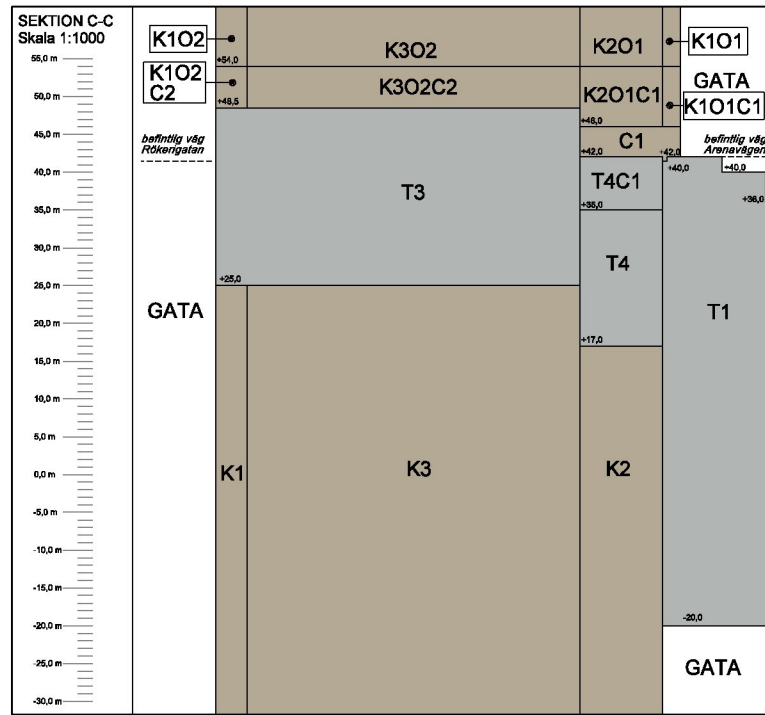 SEKTION C-C
Skala 1:1000
55,0 m
50,0 m
45,0 m
40,0 m
35,0 m
30,0 m
25,0 m
20,0 m
15,0 m
10,0 m
5,0 m
0,0 m
-5,0 m
-10,0 m
-15,0 m
-20,0 m
-25,0 m
-30,0 m
K1O2
K3O2
K2O1
K1O1
+54,0
K1O2
C2
K3O2C2
K2O1C1
GATA
K1O1C1
+48,5
+46,0
befintlig väg
Rökerigatan
C1
befintlig väg
Arenavägen
+42,0
+42,0
T3
T4C1
+40,0
+40,0
+35,0
+36,0
T4
+25,0
GATA
T1
+17,0
K1
K3
K2
-20,0
GATA